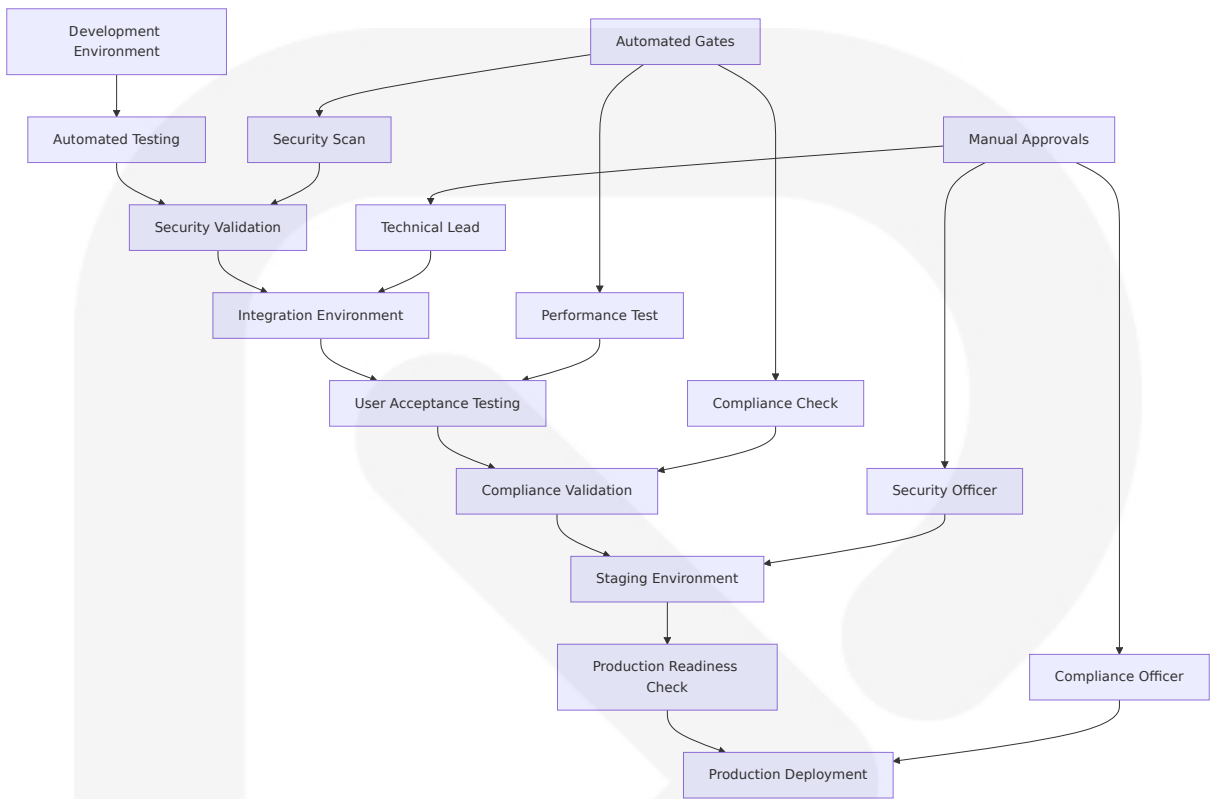 Development
Environment
Automated Gates
Automated Testing
Security Scan
Manual Approvals
Security Validation
Technical Lead
Integration Environment
Performance Test
User Acceptance Testing
Compliance Check
Compliance Validation
Security Officer
Staging Environment
Production Readiness
Check
Compliance Officer
Production Deployment